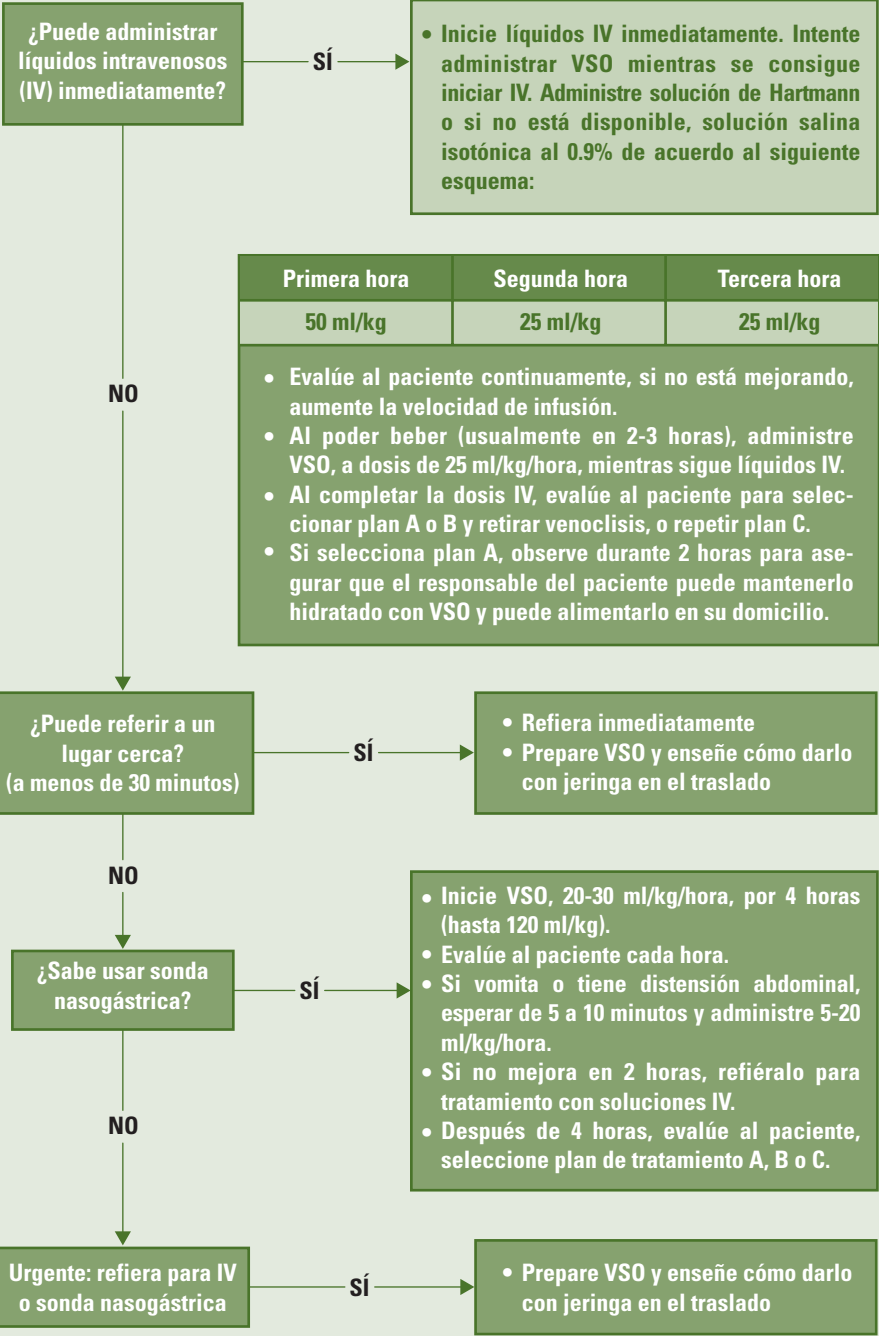 ¿Puede administrar
líquidos intravenosos
(IV) inmediatamente?
SÍ
• Inicie líquidos IV inmediatamente. Intente
administrar VSO mientras se consigue
iniciar IV. Administre solución de Hartmann
o si no está disponible, solución salina
isotónica al 0.9% de acuerdo al siguiente
esquema:
Primera hora Segunda hora Tercera hora
50 ml/kg 25 ml/kg 25 ml/kg
• Evalúe al paciente continuamente, si no está mejorando,
aumente la velocidad de infusión.
• Al poder beber (usualmente en 2-3 horas), administre
VSO, a dosis de 25 ml/kg/hora, mientras sigue líquidos IV.
• Al completar la dosis IV, evalúe al paciente para selec-
cionar plan A o B y retirar venoclisis, o repetir plan C.
• Si selecciona plan A, observe durante 2 horas para ase-
gurar que el responsable del paciente puede mantenerlo
hidratado con VSO y puede alimentarlo en su domicilio.
NO
¿Puede referir a un
lugar cerca?
(a menos de 30 minutos)
SÍ
• Refiera inmediatamente
• Prepare VSO y enseñe cómo darlo
con jeringa en el traslado
NO
¿Sabe usar sonda
nasogástrica?
SÍ
• Inicie VSO, 20-30 ml/kg/hora, por 4 horas
(hasta 120 ml/kg).
• Evalúe al paciente cada hora.
• Si vomita o tiene distensión abdominal,
esperar de 5 a 10 minutos y administre 5-20
ml/kg/hora.
• Si no mejora en 2 horas, refiéralo para
tratamiento con soluciones IV.
• Después de 4 horas, evalúe al paciente,
seleccione plan de tratamiento A, B o C.
NO
Urgente: refiera para IV
o sonda nasogástrica
SÍ
• Prepare VSO y enseñe cómo darlo
con jeringa en el traslado